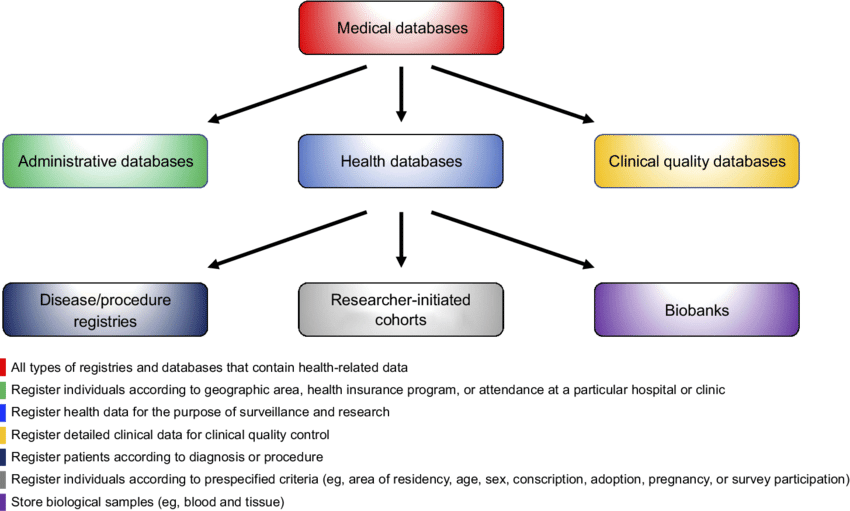 Medical databases
Administrative databases
Health databases
Clinical quality databases
Disease/procedure
registries
Researcher-initiated
cohorts
Biobanks
All types of registries and databases that contain health-related data
Register individuals according to geographic area, health insurance program, or attendance at a particular hospital or clinic
Register health data for the purpose of surveillance and research
Register detailed clinical data for clinical quality control
Register patients according to diagnosis or procedure
Register individuals according to prespecified criteria (eg, area of residency, age, sex, conscription, adoption, pregnancy, or survey participation)
Store biological samples (eg, blood and tissue)